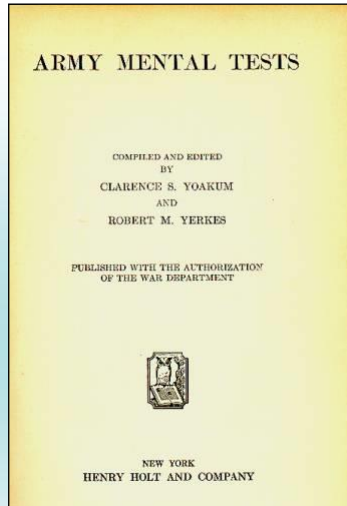 ARMY MENTAL TESTS
COMPILED AND EDITED
BY
CLARENCE S. YOAKUM
AND
ROBERT M. YERKES
PUBLISHED WITH THE AUTHORIZATION
OF THE WAR DEPARTMENT
NEW YORK
HENRY HOLT AND COMPANY